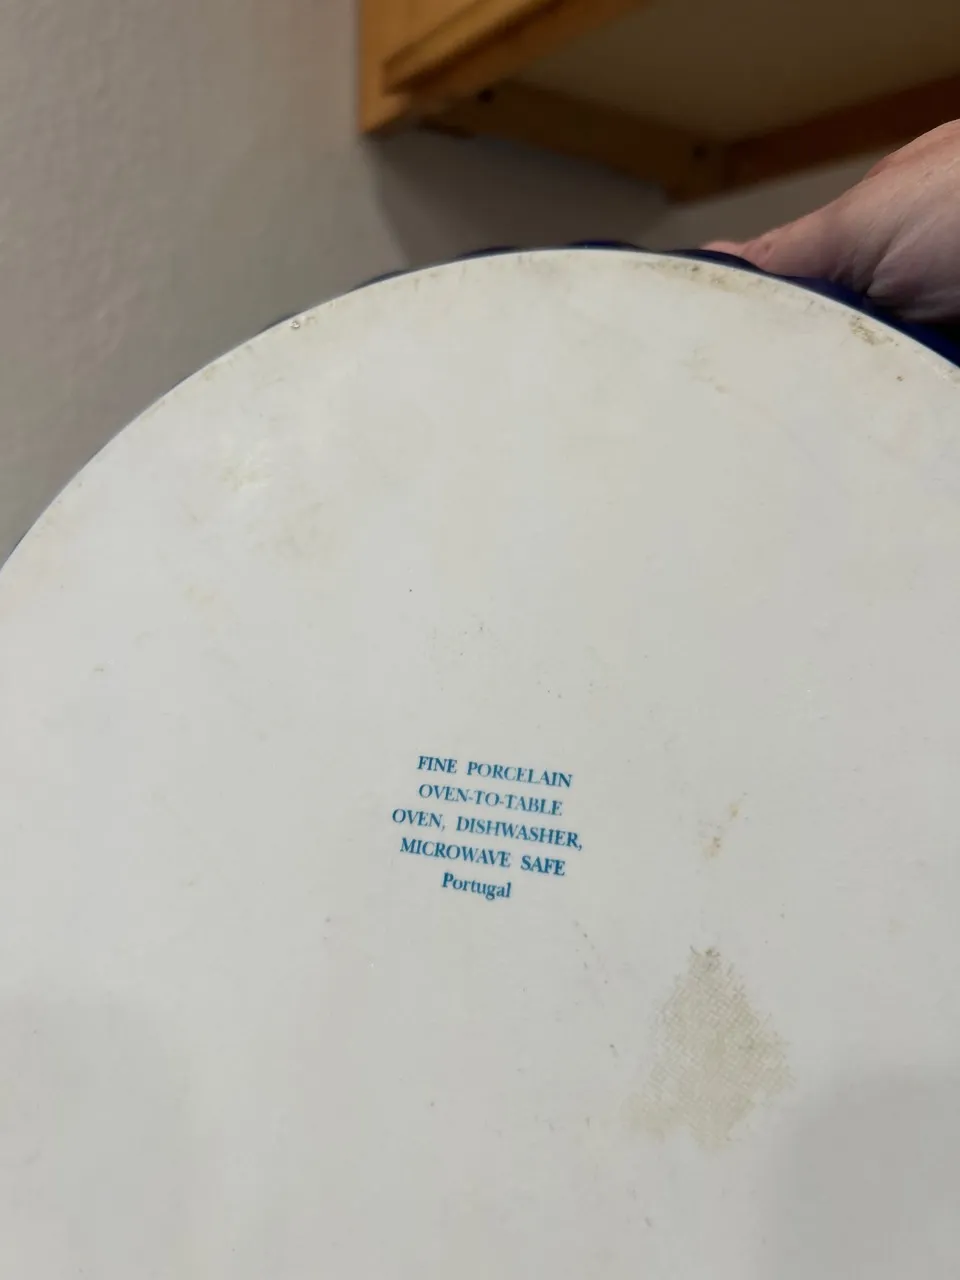 FINE PORCELAIN
OVEN-TO-TABLE
OVEN, DISHWASHER,
MICROWAVE SAFE
Portugal